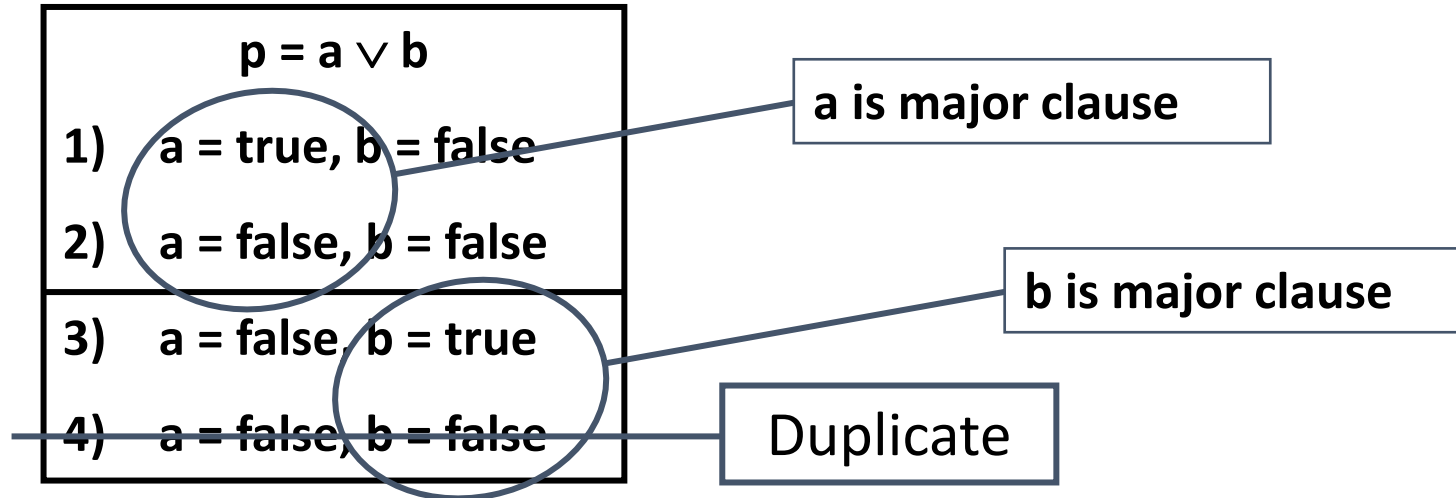 p = a ∨ b
a is major clause
1) a = true, b = false
2) a = false, b = false
b is major clause
3) a = false, b = true
4) a = false, b = false
Duplicate